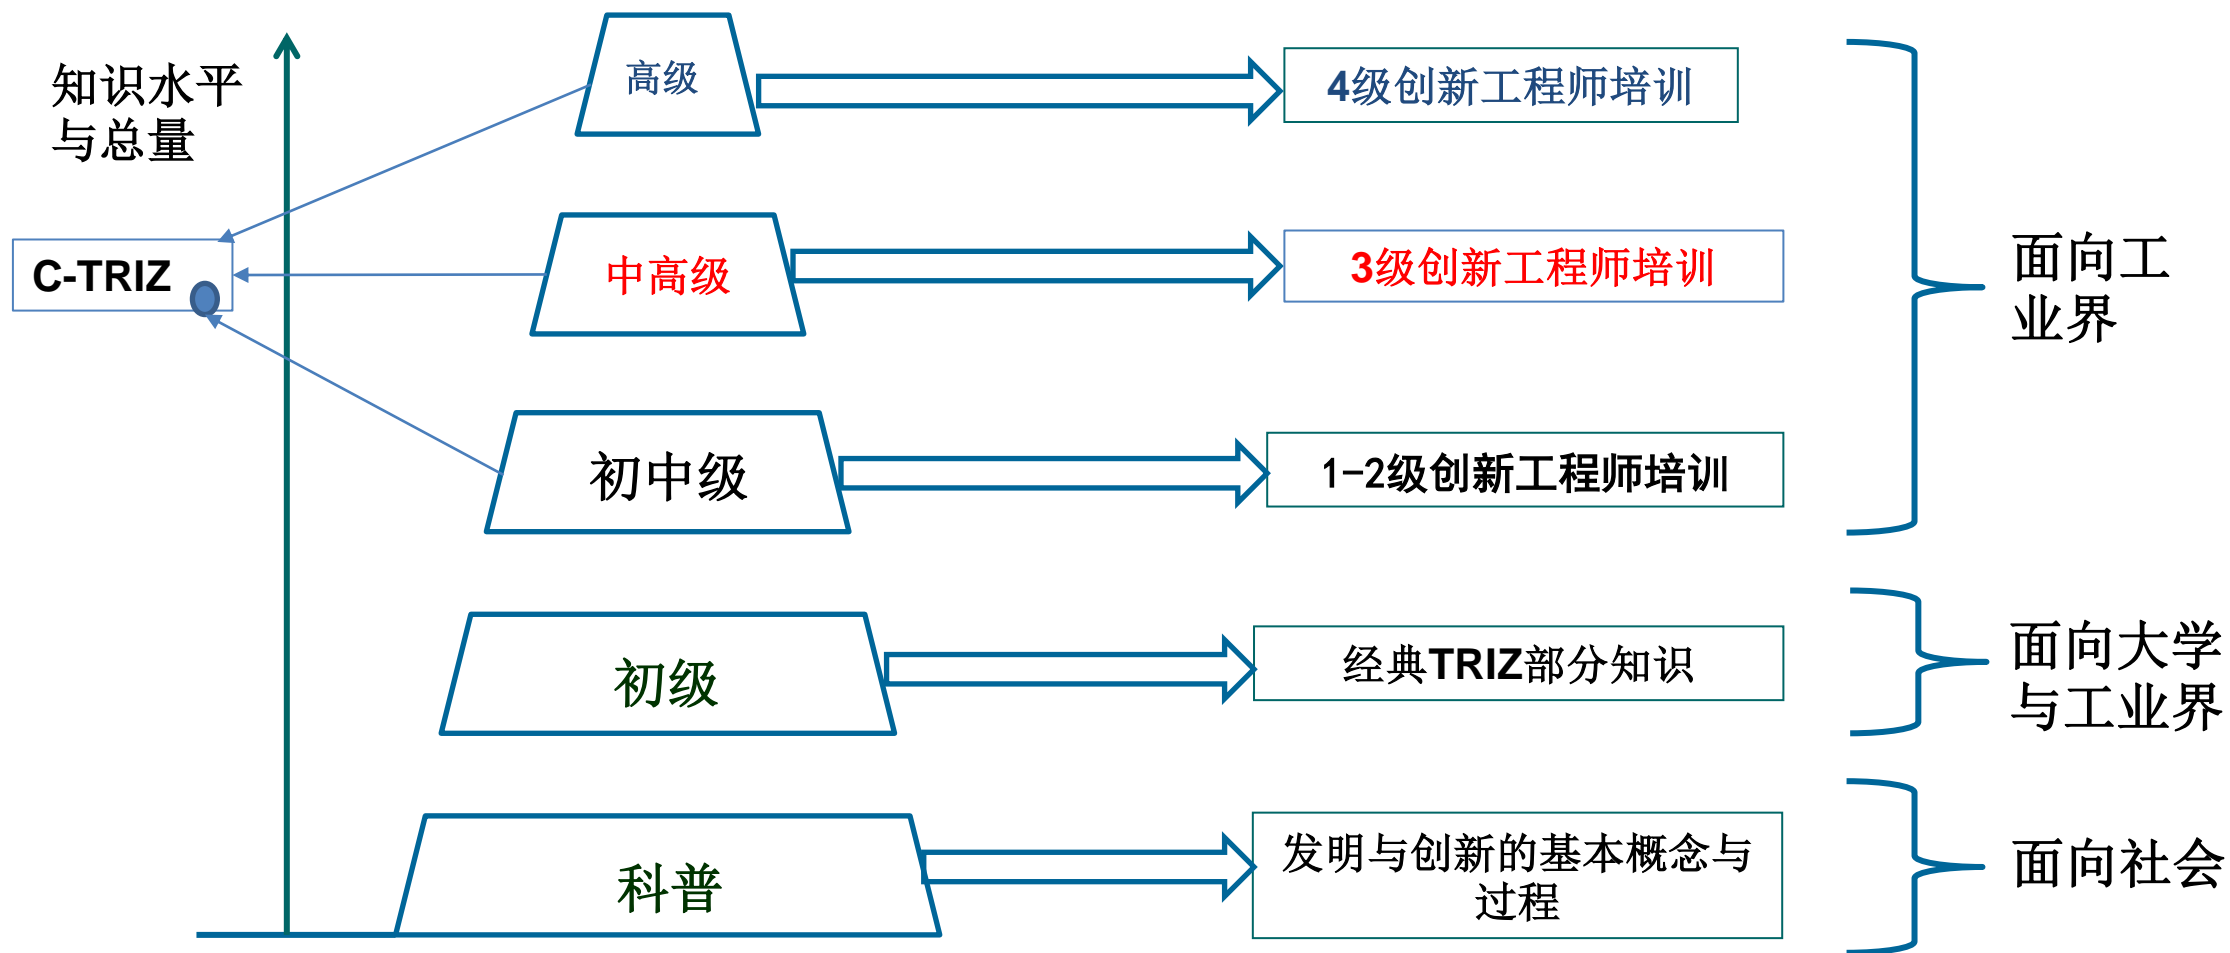 知识水平
与总量
高级
4级创新工程师培训
C-TRIZ
中高级
3级创新工程师培训
面向工
业界
初中级
1-2级创新工程师培训
初级
经典TRIZ部分知识
面向大学
与工业界
科普
发明与创新的基本概念与
过程
面向社会